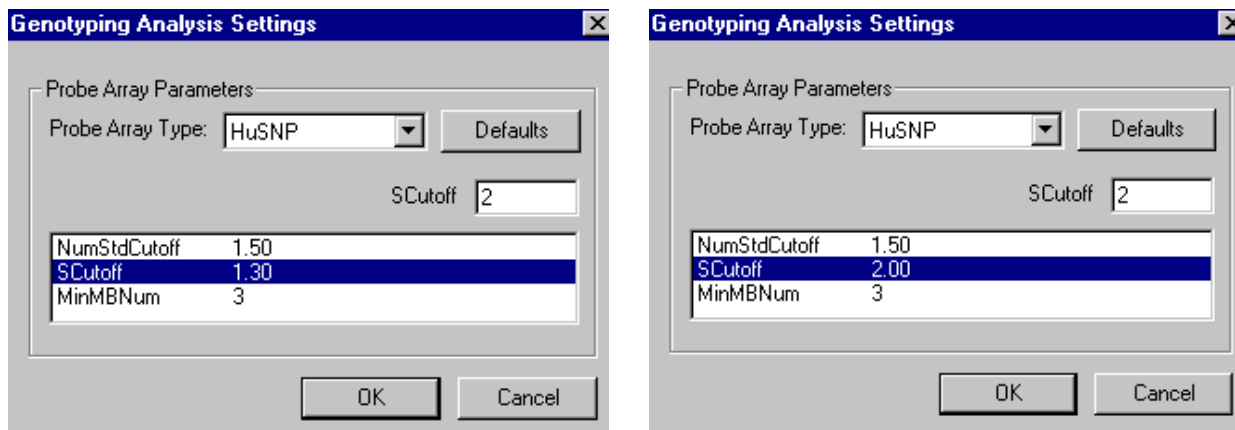 Genotyping Analysis Settings
Probe Array Parameters
Probe Array Type: HuSNP Defaults
SCutoff 2
NumStdCutoff 1.50
SCutoff 1.30
MinMBNum 3
OK Cancel
Genotyping Analysis Settings
Probe Array Parameters
Probe Array Type: HuSNP Defaults
SCutoff 2
NumStdCutoff 1.50
SCutoff 2.00
MinMBNum 3
OK Cancel